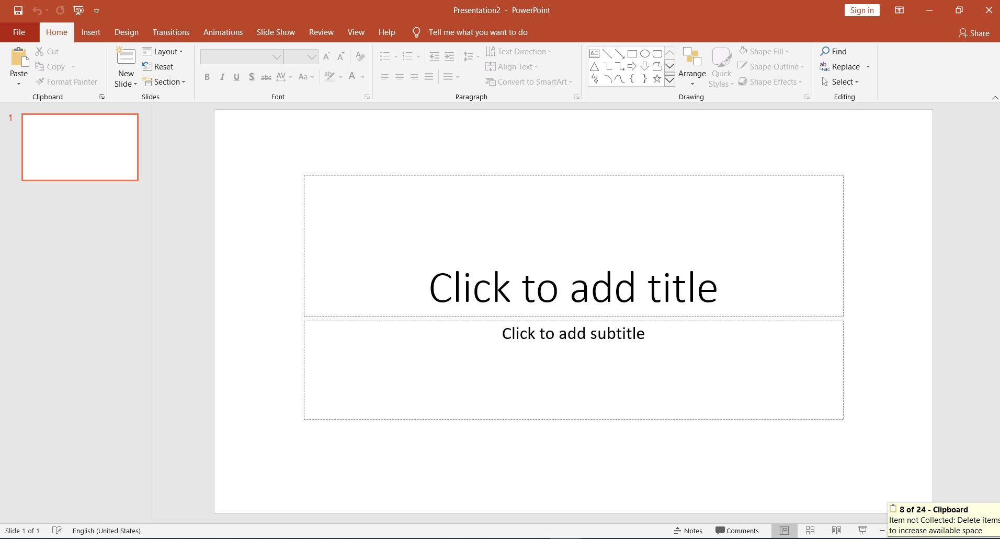 Presentation2 - PowerPoint
Sign in
File Home Insert Design Transitions Animations Slide Show Review View Help Tell me what you want to do
Share
Paste
Cut
Copy
Format Painter
Clipboard
New
Slide
Layout
Reset
Section
Slides
B I U S abc AV Aa A
Font
Text Direction
Align Text
Convert to SmartArt
Paragraph
Arrange
Quick
Styles
Shape Fill
Shape Outline
Shape Effects
Drawing
Find
Replace
Select
Editing
1
Click to add title
Click to add subtitle
8 of 24 - Clipboard
Item not Collected: Delete items
to increase available space
Slide 1 of 1 English (United States) Notes Comments